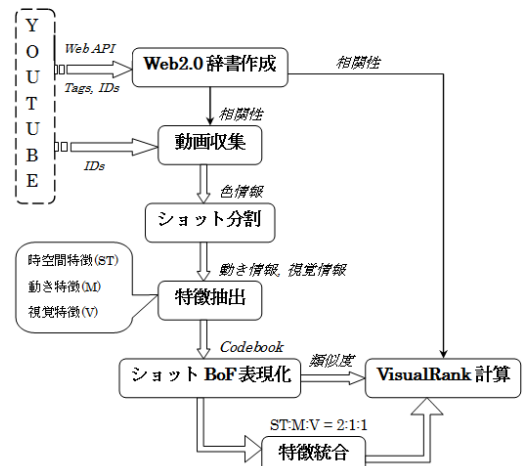 YOUTUBE
Web API
Tags, IDs
Web2.0 辞書作成
相関性
相関性
IDs
動画収集
色情報
ショット分割
時空間特徴(ST)
動き特徴(M)
視覚特徴(V)
動き情報, 視覚情報
特徴抽出
Codebook
ショット BoF 表現化
類似度
VisualRank 計算
ST:M:V = 2:1:1
特徴統合